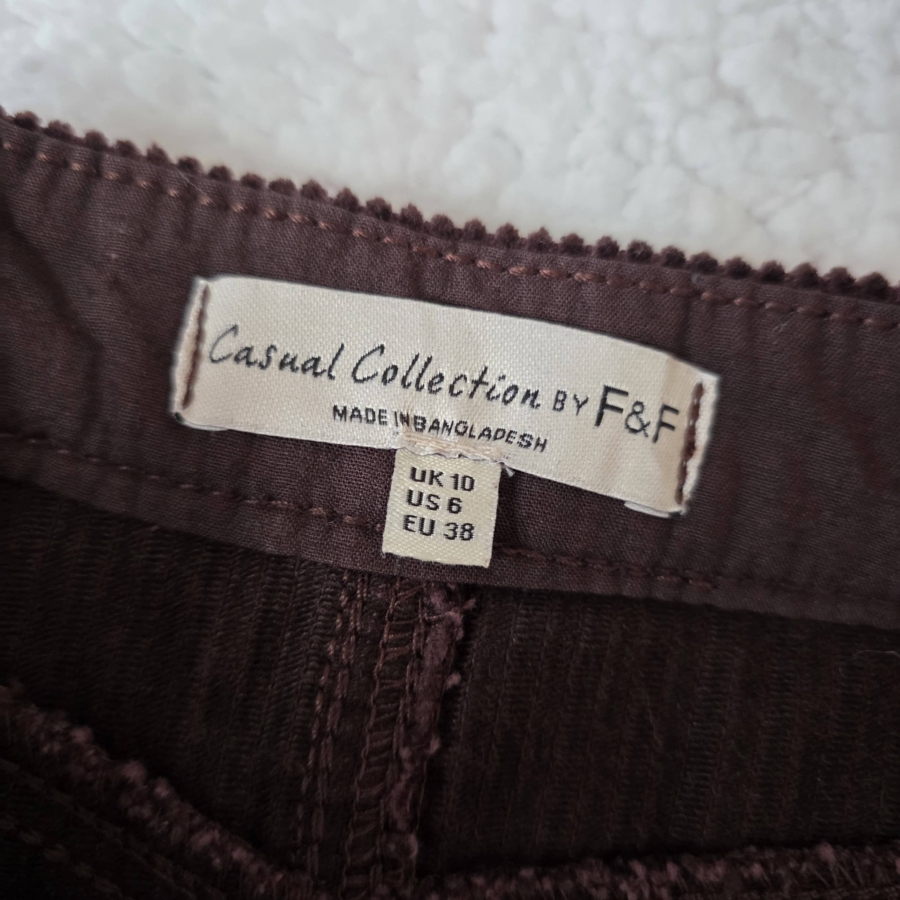 Casual Collection BY F&F
MADE IN BANGLADESH
UK 10
US 6
EU 38